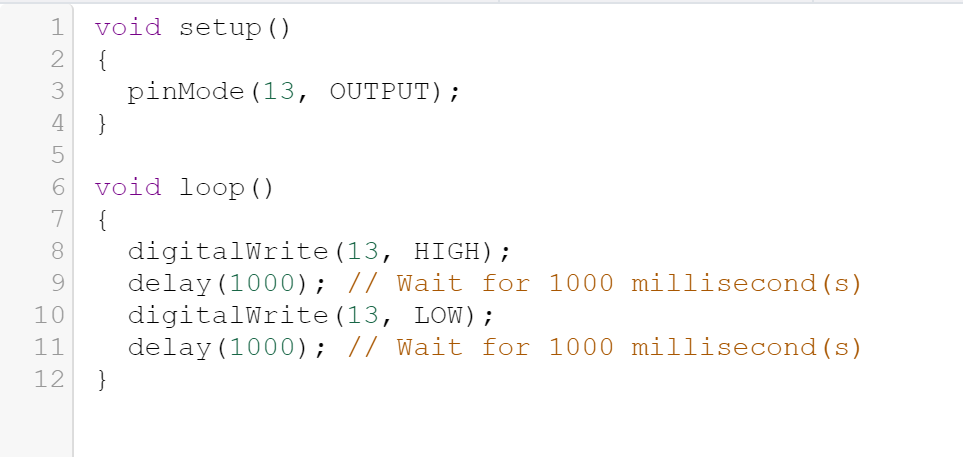 1 void setup()
2 {
3   pinMode(13, OUTPUT);
4 }
5
6 void loop()
7 {
8   digitalWrite(13, HIGH);
9   delay(1000); // Wait for 1000 millisecond(s)
10   digitalWrite(13, LOW);
11   delay(1000); // Wait for 1000 millisecond(s)
12 }